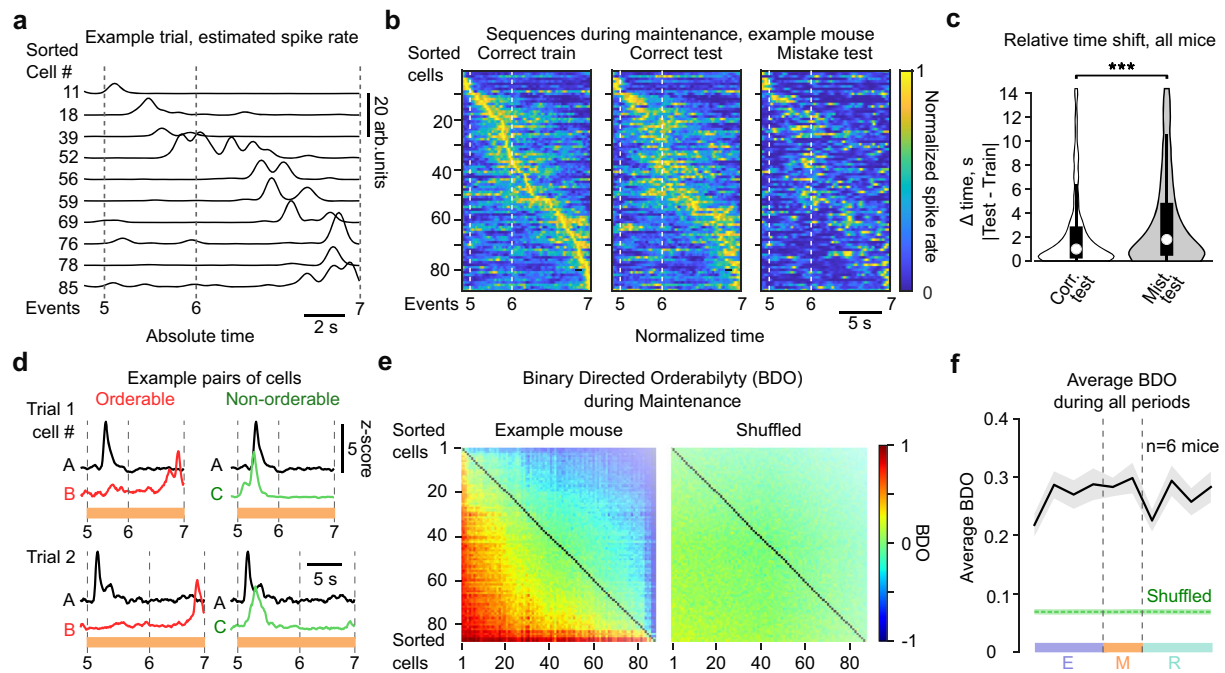 a
Example trial, estimated spike rate
Sorted
Cell #
11
18
39
52
56
59
69
76
78
85
Events
5
6
7
20 arb units
Absolute time
2 s
b
Sequences during maintenance, example mouse
Sorted
cells
Correct train
Correct test
Mistake test
20
40
60
80
Events
5
6
7
5
6
7
5
6
7
1
0
Normalized spike rate
Normalized time
5 s
c
Relative time shift, all mice
***
Δ time, s
|Test - Train|
14
12
10
8
6
4
2
0
Corr.
test
Mist.
test
d
Example pairs of cells
Orderable
Non-orderable
Trial 1
cell #
A
B
A
C
5
z-score
5
6
7
5
6
7
Trial 2
5 s
A
B
A
C
5
6
7
5
6
7
e
Binary Directed Orderabilyty (BDO)
during Maintenance
Sorted
cells
Example mouse
Shuffled
1
20
40
60
80
Sorted
cells
1
20
40
60
80
1
20
40
60
80
1
0
-1
BDO
f
Average BDO
during all periods
n=6 mice
Average BDO
0.4
0.3
0.2
0.1
0
Shuffled
E
M
R